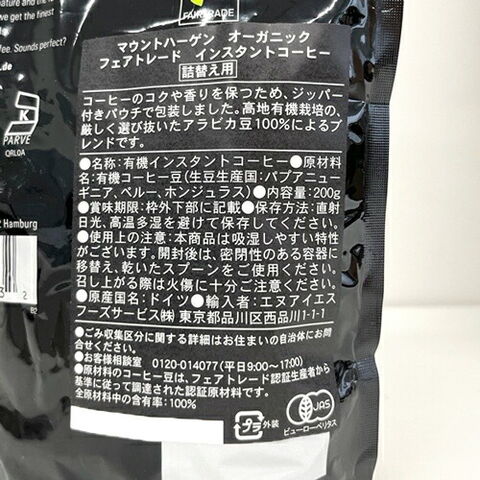 FAIRTRADE
マウントハーゲン オーガニック
フェアトレード インスタントコーヒー
詰替え用
コーヒーのコクや香りを保つため、ジッパー
付きパウチで包装しました。高地有機栽培の、
厳しく選び抜いたアラビカ豆100%によるブ
レンドです。
●名称:有機インスタントコーヒー●原材料
名:有機コーヒー豆(生豆生産国:パプアニュー
ギニア、ペルー、ホンジュラス)●内容量:200g
●賞味期限:枠外下部に記載●保存方法:直射
日光、高温多湿を避けて保存してください。
●使用上の注意:本商品は吸湿しやすい特性
がございます。開封後は、密閉性のある容器に
移替え、乾いたスプーンをご使用ください。
召し上がる際は火傷に十分ご注意ください。
●原産国名:ドイツ●輸入者:エヌアイエス
フーズサービス㈱ 東京都品川区西品川1-1-1
●ごみ収集区分に関する詳細はお住まいの自治体にお問
合せください。
●お客様相談室 0120-014077(平日9:00~17:00)
●原材料のコーヒー豆は、フェアトレード認証生産者から
基準に従って調達された認証原材料です。
全原材料中の含有率:100%
プラ 外装
JAS
ビューローベリタス
get the finest
fee. Sounds perfect?
.de
K
PARVE
QRL0A
Hamburg
3 2
B2